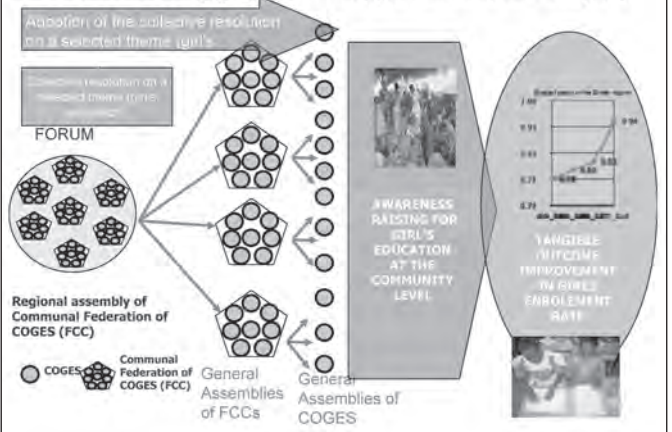 Adoption of the collective resolution
on a selected theme (girl's
Collective resolution on a
selected theme (girls'
FORUM
Regional assembly of
Communal Federation of
COGES (FCC)
COGES
Communal
Federation of
COGES (FCC)
General
Assemblies
of FCCs
General
Assemblies of
COGES
AWARENESS
RAISING FOR
GIRL'S
EDUCATION
AT THE
COMMUNITY
LEVEL
0.94
TANGIBLE
OUTCOME
IMPROVEMENT
IN GIRLS
ENROLEMENT
RATE